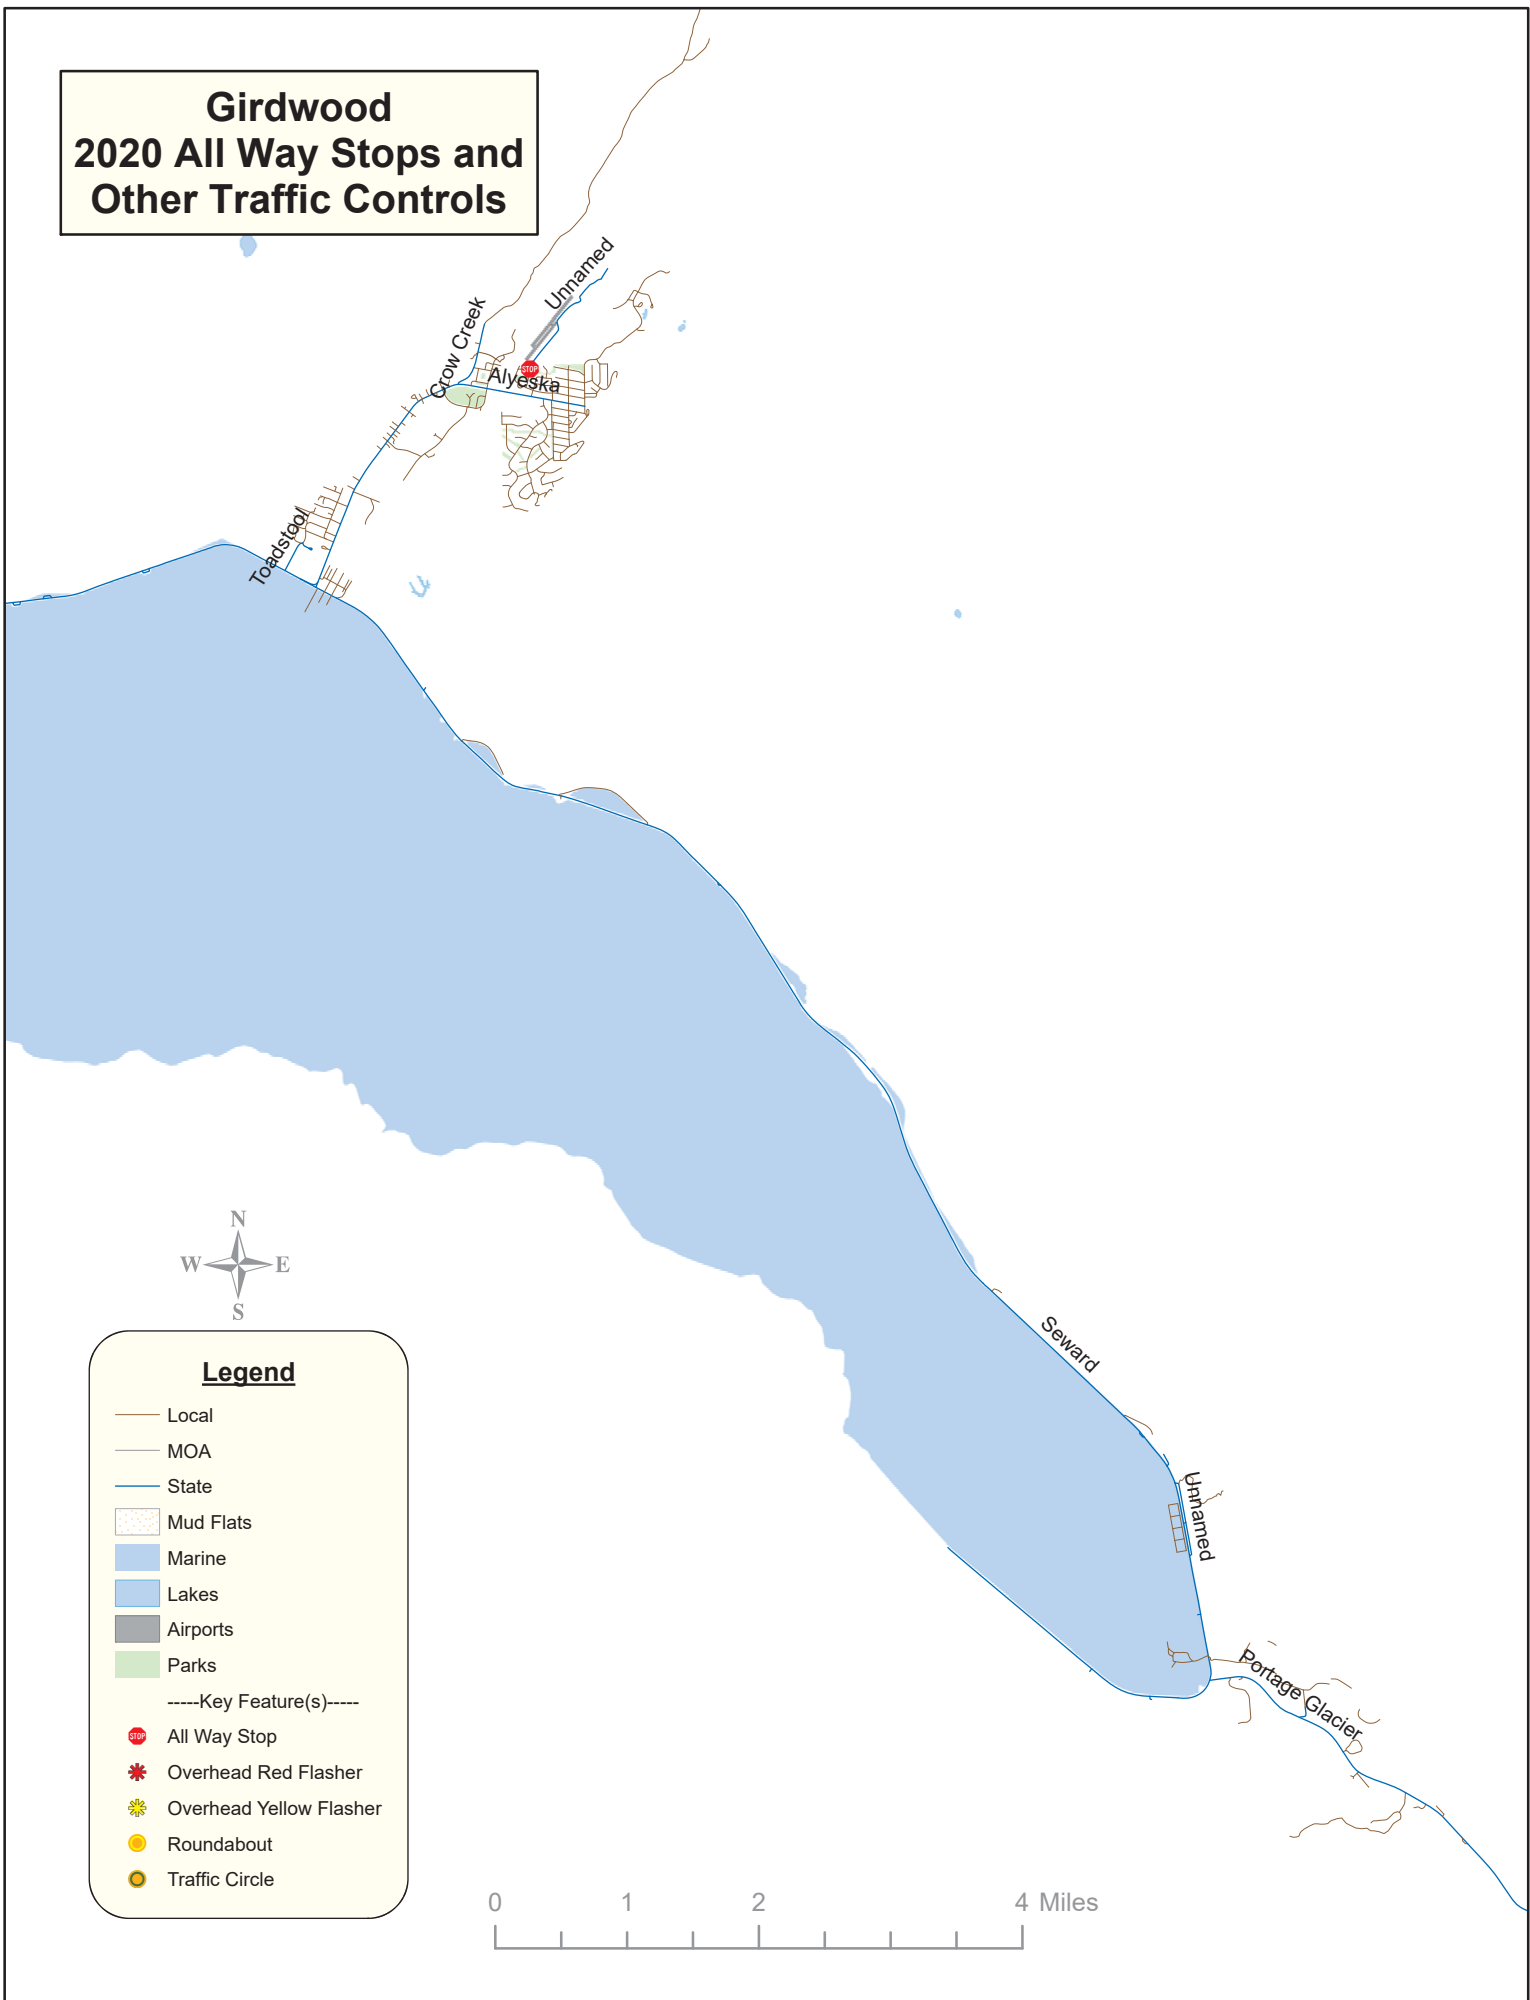 Girdwood
2020 All Way Stops and
Other Traffic Controls
Unnamed
Crow Creek
STOP
Alyeska
Toadstool
Seward
Unnamed
Portage Glacier
N
W
E
S
Legend
Local
MOA
State
Mud Flats
Marine
Lakes
Airports
Parks
-----Key Feature(s)-----
STOP
All Way Stop
Overhead Red Flasher
Overhead Yellow Flasher
Roundabout
Traffic Circle
0 1 2 4 Miles